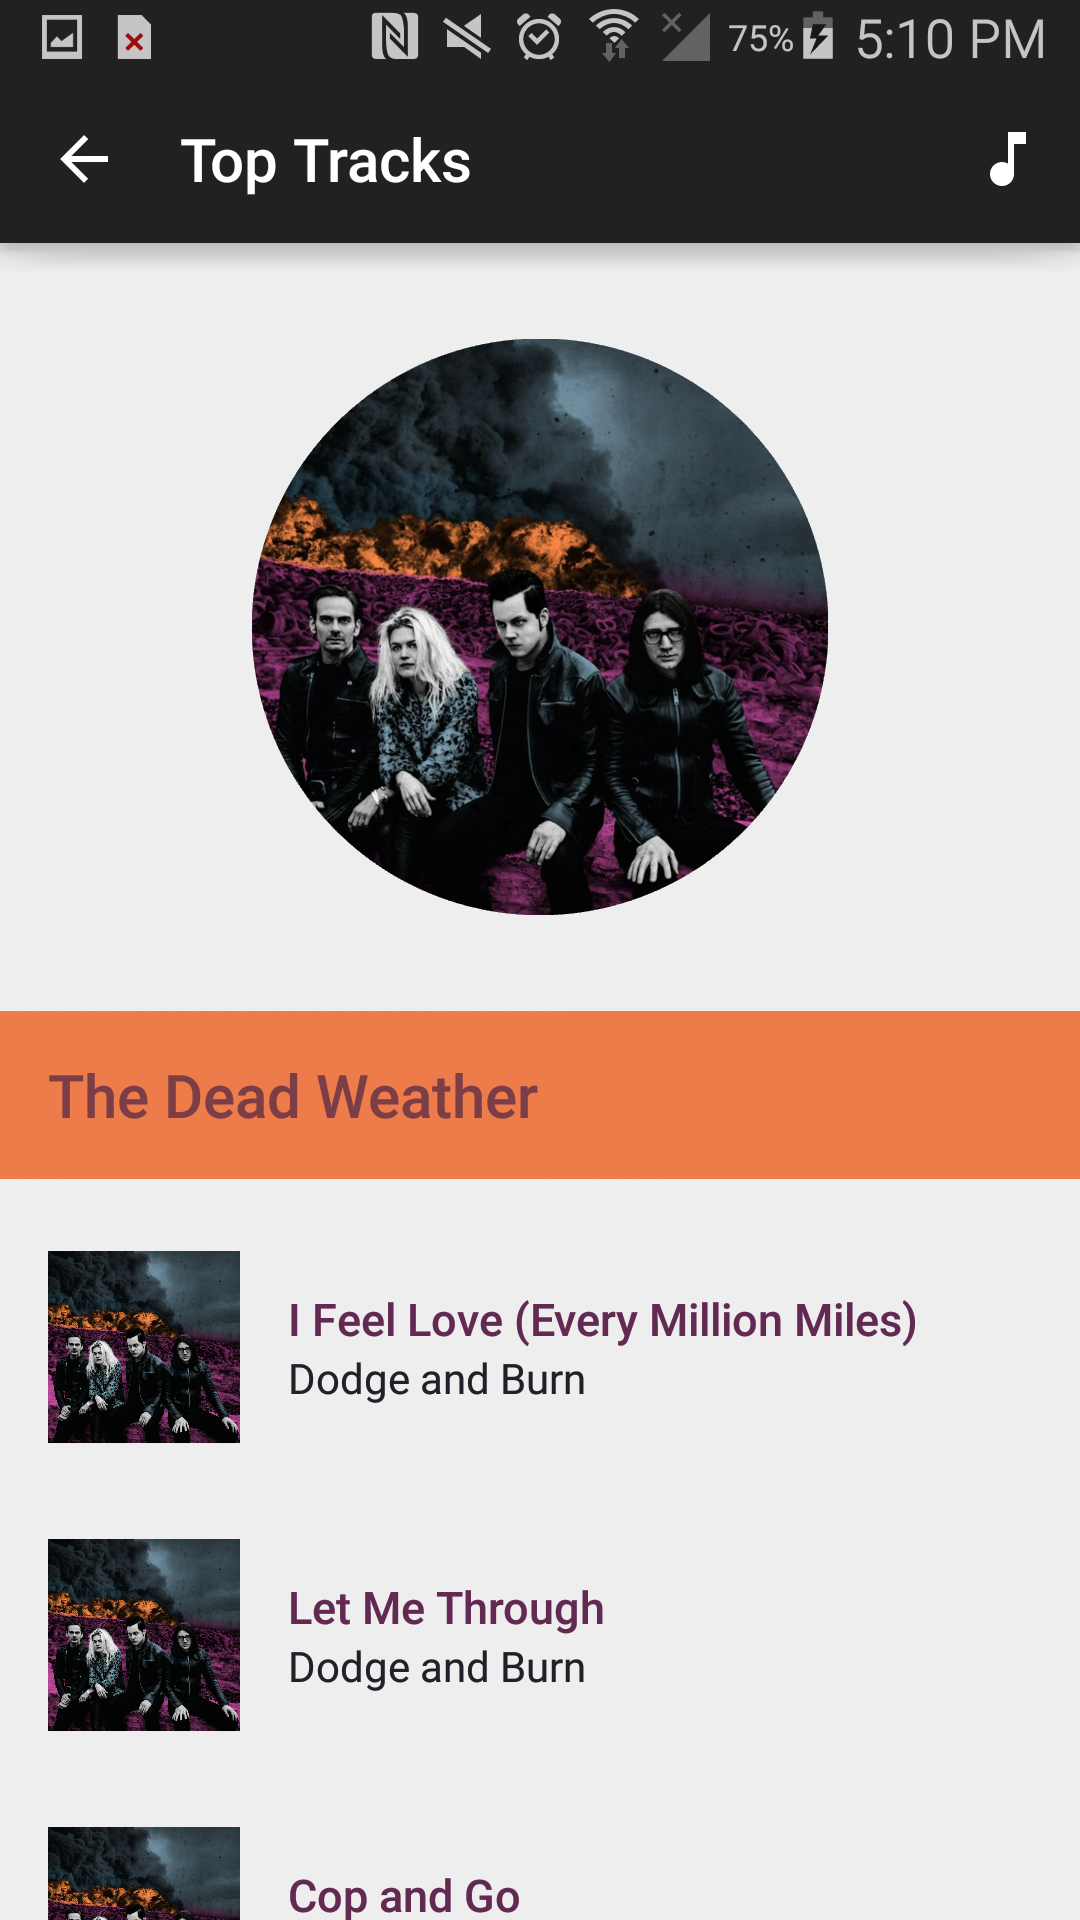 75% 5:10 PM
Top Tracks
The Dead Weather
I Feel Love (Every Million Miles)
Dodge and Burn
Let Me Through
Dodge and Burn
Cop and Go